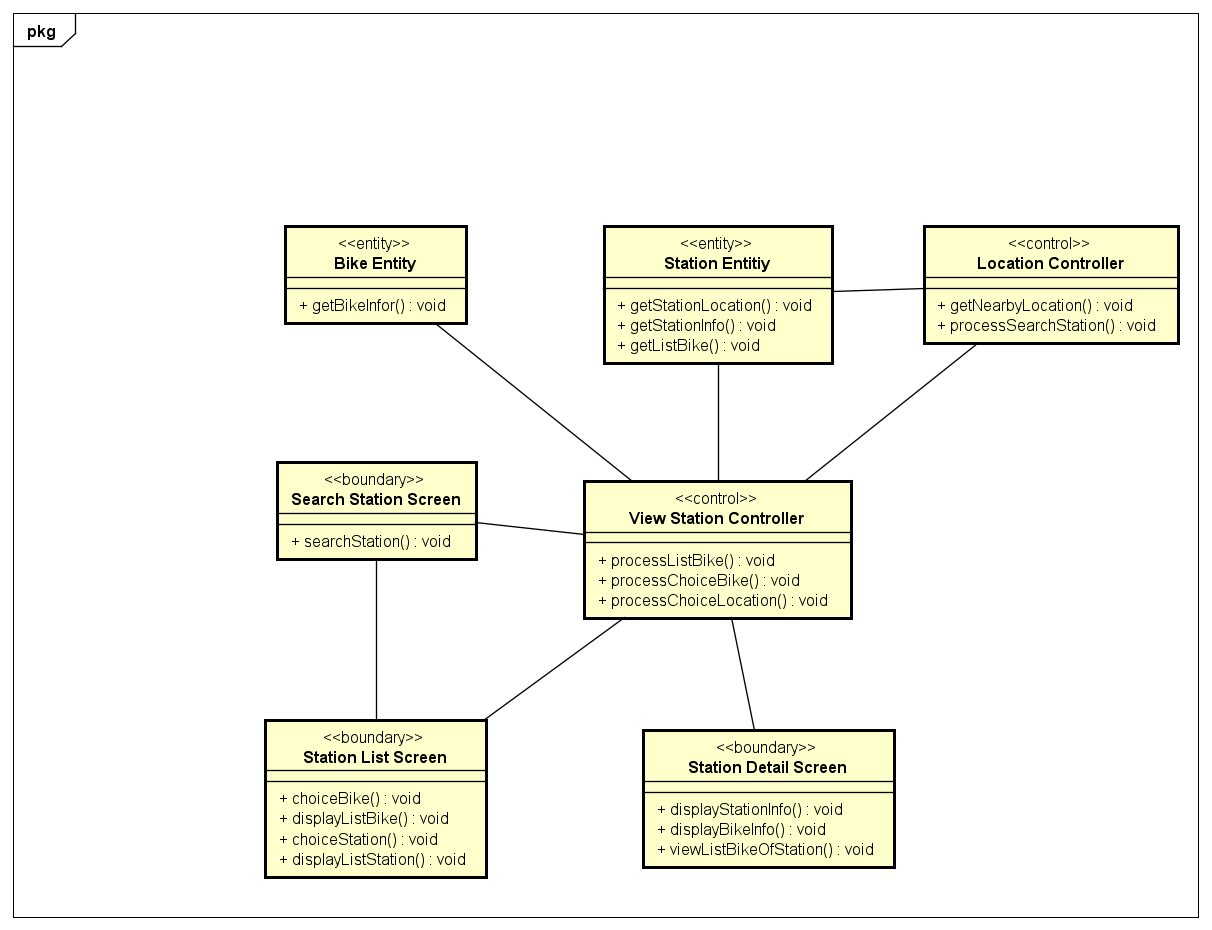 pkg
<<entity>>
Bike Entity
+ getBikeInfor() : void
<<entity>>
Station Entitiy
+ getStationLocation() : void
+ getStationInfo() : void
+ getListBike() : void
<<control>>
Location Controller
+ getNearbyLocation() : void
+ processSearchStation() : void
<<boundary>>
Search Station Screen
+ searchStation() : void
<<control>>
View Station Controller
+ processListBike() : void
+ processChoiceBike() : void
+ processChoiceLocation() : void
<<boundary>>
Station List Screen
+ choiceBike() : void
+ displayListBike() : void
+ choiceStation() : void
+ displayListStation() : void
<<boundary>>
Station Detail Screen
+ displayStationInfo() : void
+ displayBikeInfo() : void
+ viewListBikeOfStation() : void